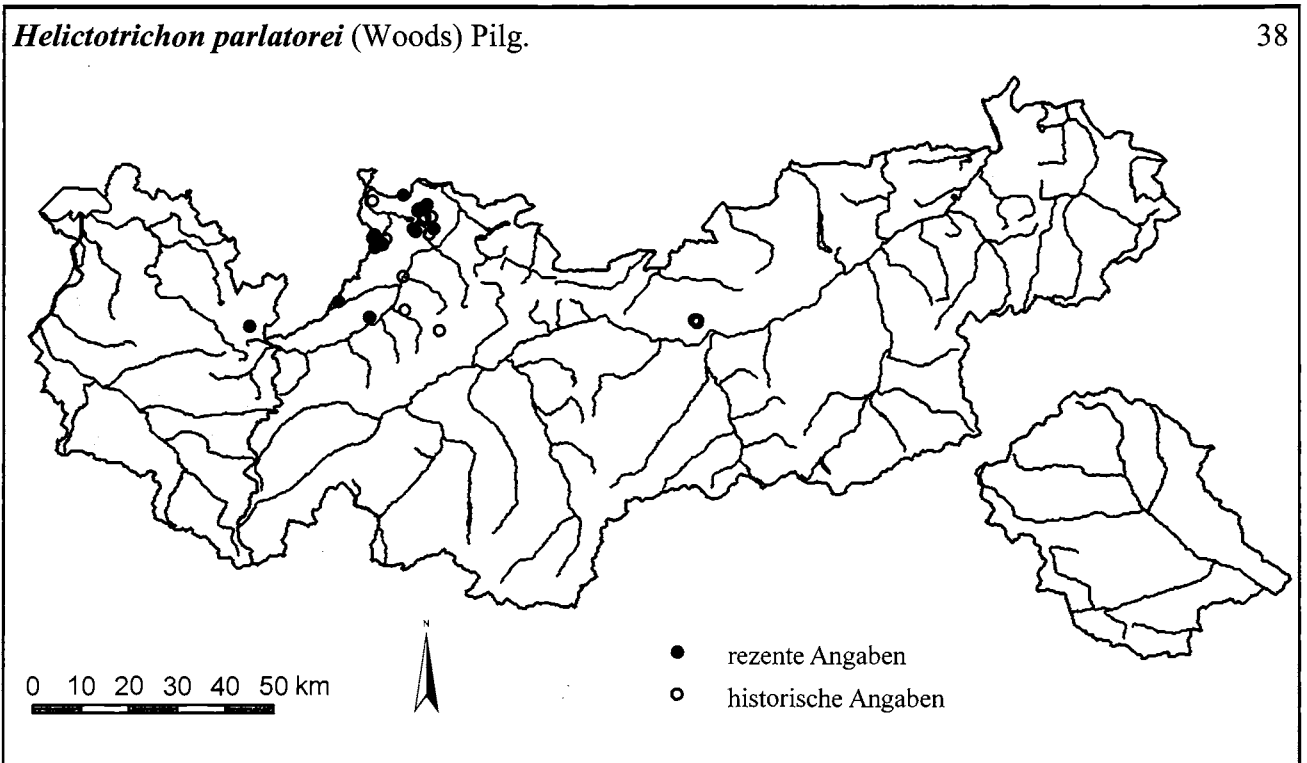 Helictotrichon parlatorei (Woods) Pilg. 38
N
rezente Angaben
historische Angaben
0 10 20 30 40 50 km